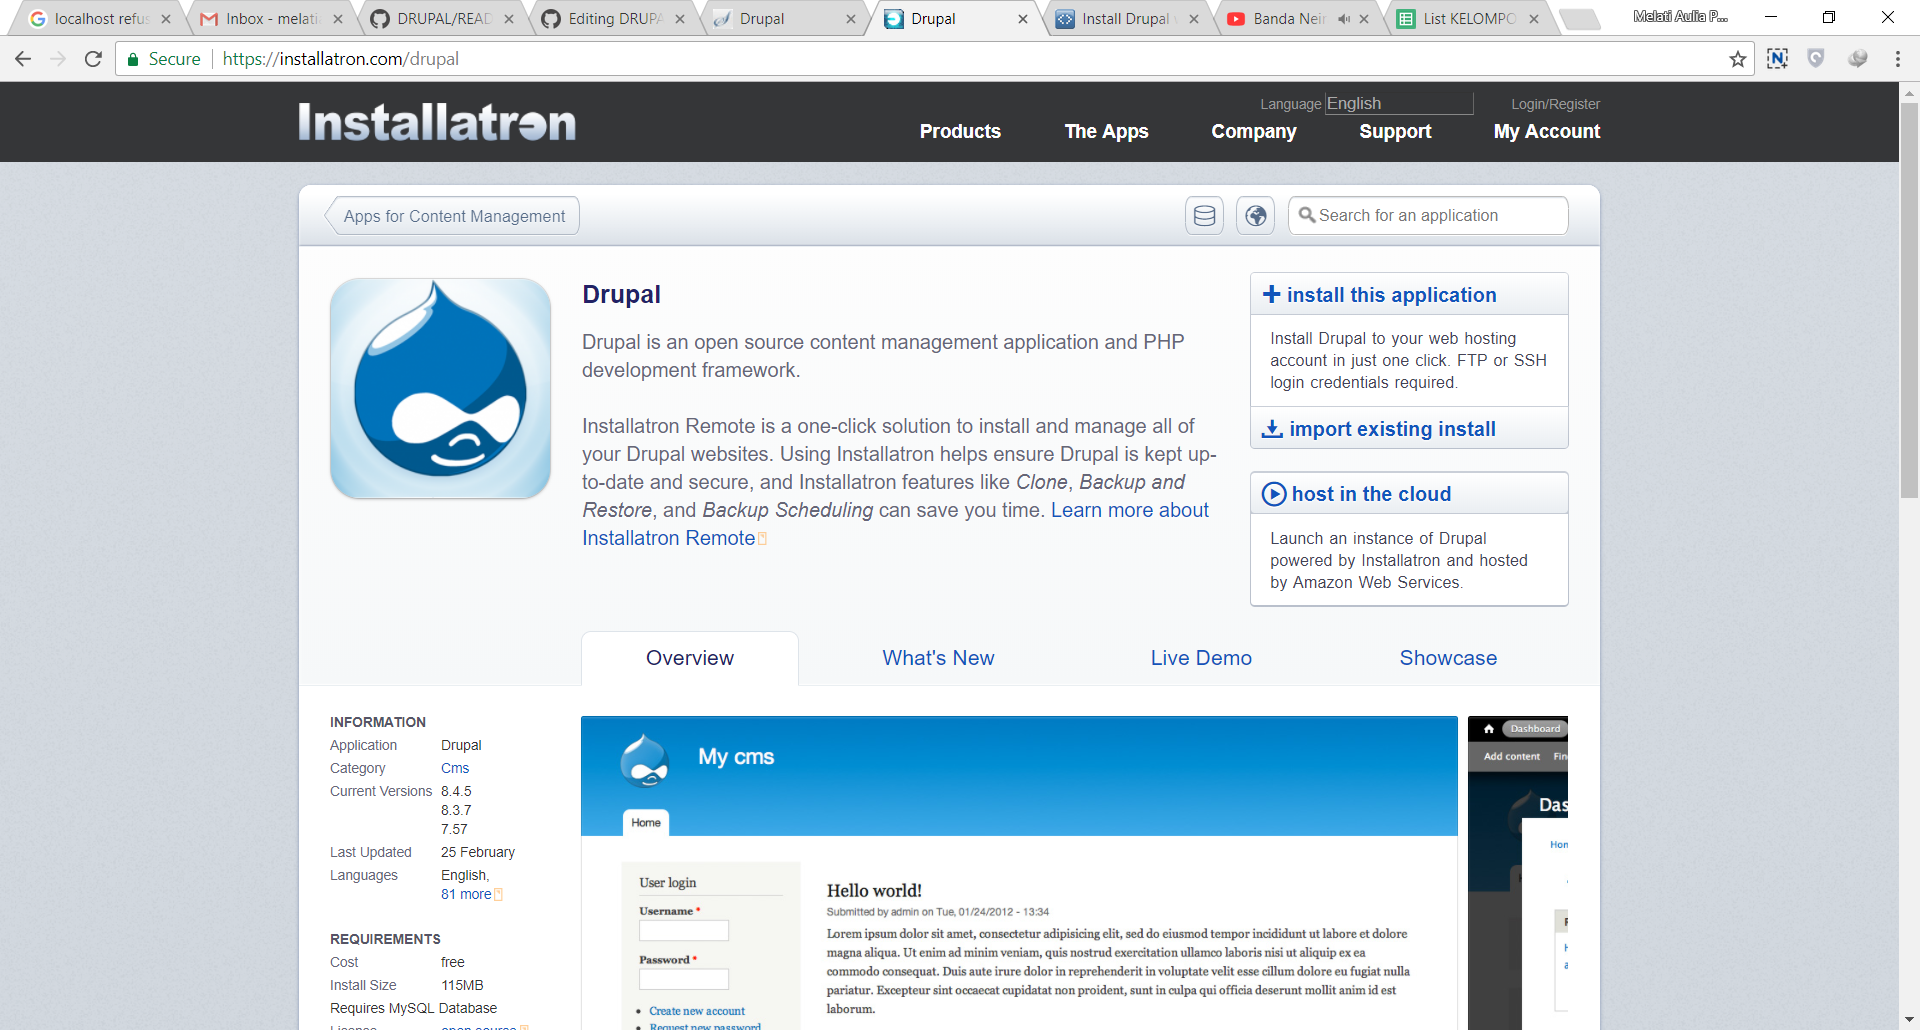 localhost refus
Inbox - melati
DRUPAL/READ
Editing DRUPA
Drupal
Drupal
Install Drupal
Banda Neir
List KELOMPO
Melati Aulia P...
Secure
https://installatron.com/drupal
Installatron
Language English
Login/Register
Products
The Apps
Company
Support
My Account
Apps for Content Management
Search for an application
Drupal
Drupal is an open source content management application and PHP
development framework.
Installatron Remote is a one-click solution to install and manage all of
your Drupal websites. Using Installatron helps ensure Drupal is kept up-
to-date and secure, and Installatron features like Clone, Backup and
Restore, and Backup Scheduling can save you time. Learn more about
Installatron Remote
install this application
Install Drupal to your web hosting
account in just one click. FTP or SSH
login credentials required.
import existing install
host in the cloud
Launch an instance of Drupal
powered by Installatron and hosted
by Amazon Web Services.
Overview
What's New
Live Demo
Showcase
INFORMATION
Application Drupal
Category Cms
Current Versions 8.4.5
8.3.7
7.57
Last Updated 25 February
Languages English,
81 more
REQUIREMENTS
Cost free
Install Size 115MB
Requires MySQL Database
License open source
My cms
Home
User login
Username *
Password *
Create new account
Request new password
Hello world!
Submitted by admin on Tue, 01/24/2012 - 13:34
Lorem ipsum dolor sit amet, consectetur adipisicing elit, sed do eiusmod tempor incididunt ut labore et dolore
magna aliqua. Ut enim ad minim veniam, quis nostrud exercitation ullamco laboris nisi ut aliquip ex ea
commodo consequat. Duis aute irure dolor in reprehenderit in voluptate velit esse cillum dolore eu fugiat nulla
pariatur. Excepteur sint occaecat cupidatat non proident, sunt in culpa qui officia deserunt mollit anim id est
laborum.
Dashboard
Add content Fin
Das
Hon